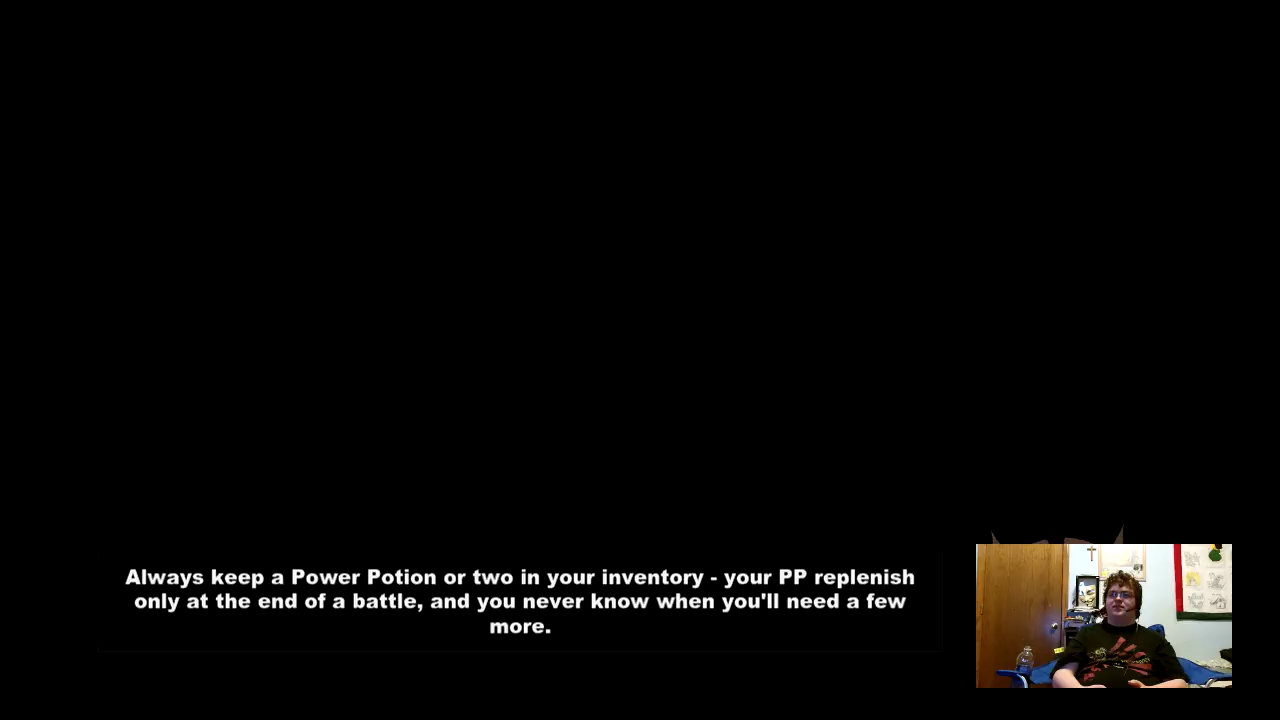 Always keep a Power Potion or two in your inventory - your PP replenish
only at the end of a battle, and you never know when you'll need a few
more.